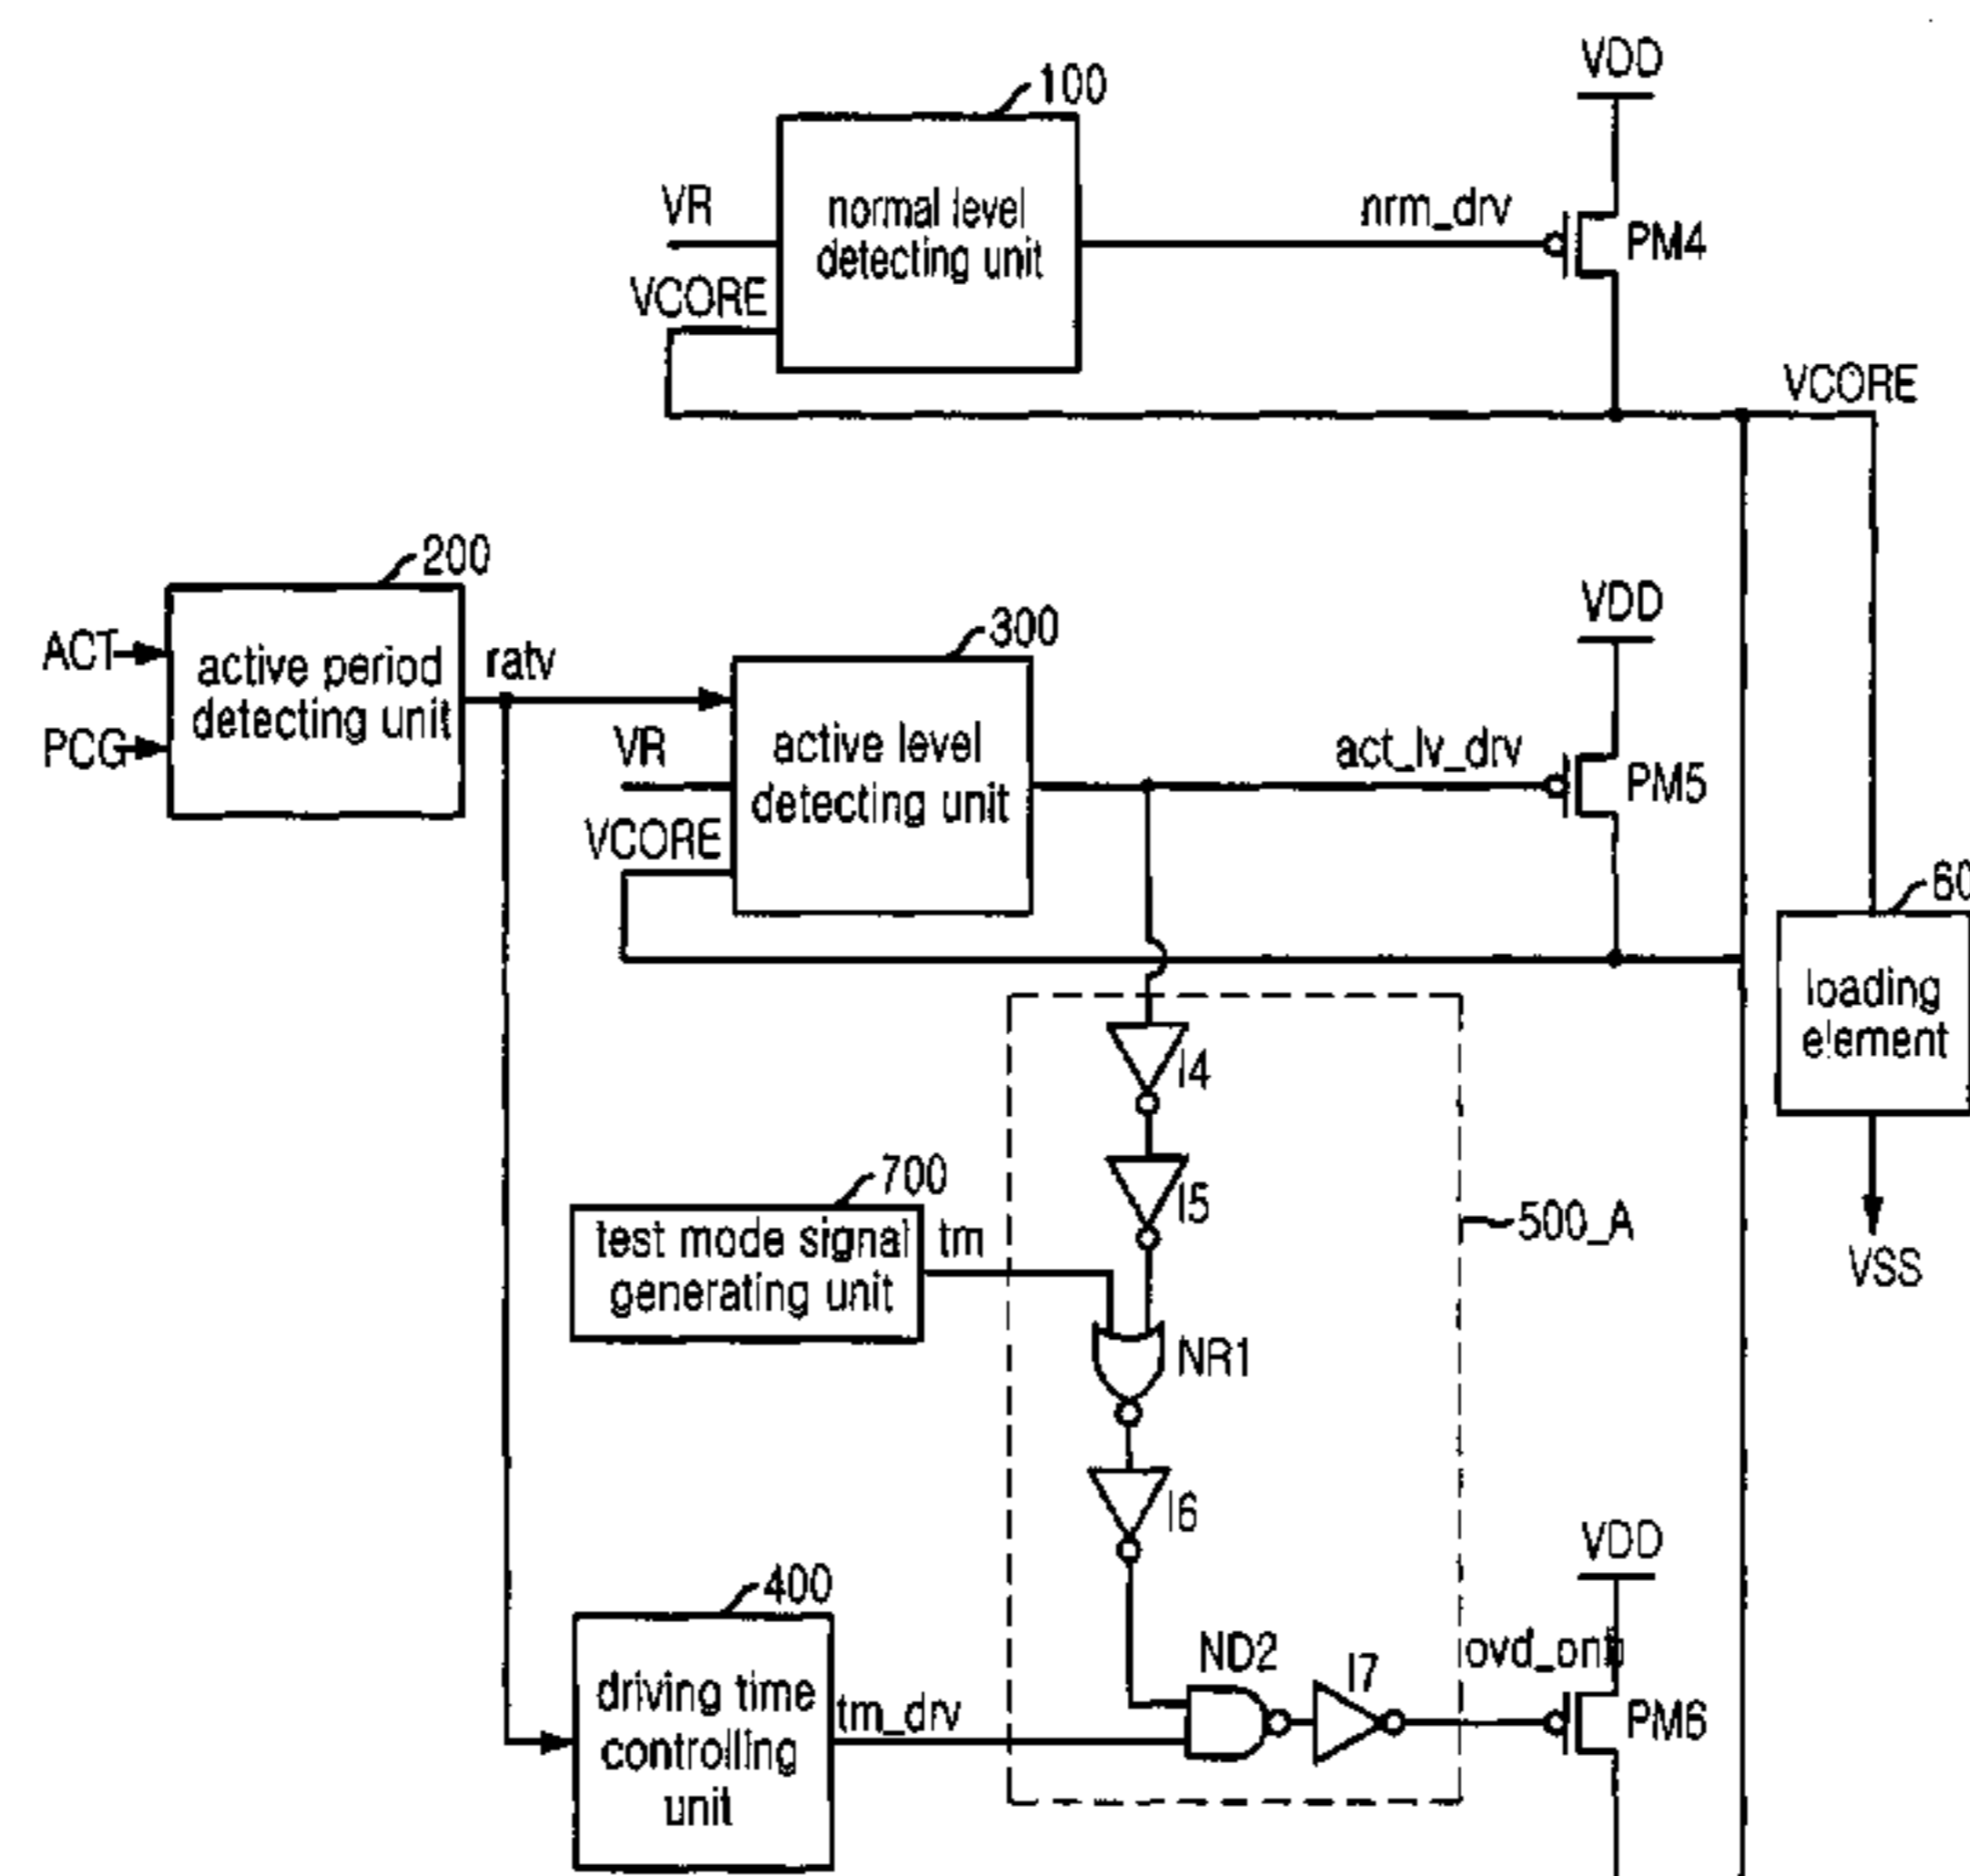 VDD
100
VR
normal level
detecting unit
nrm_drv
PM4
VCORE
VCORE
200
ACT
active period
detecting unit
ratv
PCG
300
VR
active level
detecting unit
VCORE
act_lv_drv
VDD
PM5
60
loading
element
VSS
I4
I5
500_A
700
test mode signal
generating unit
tm
NR1
I6
400
driving time
controlling
unit
tm_drv
ND2
I7
VDD
PM6